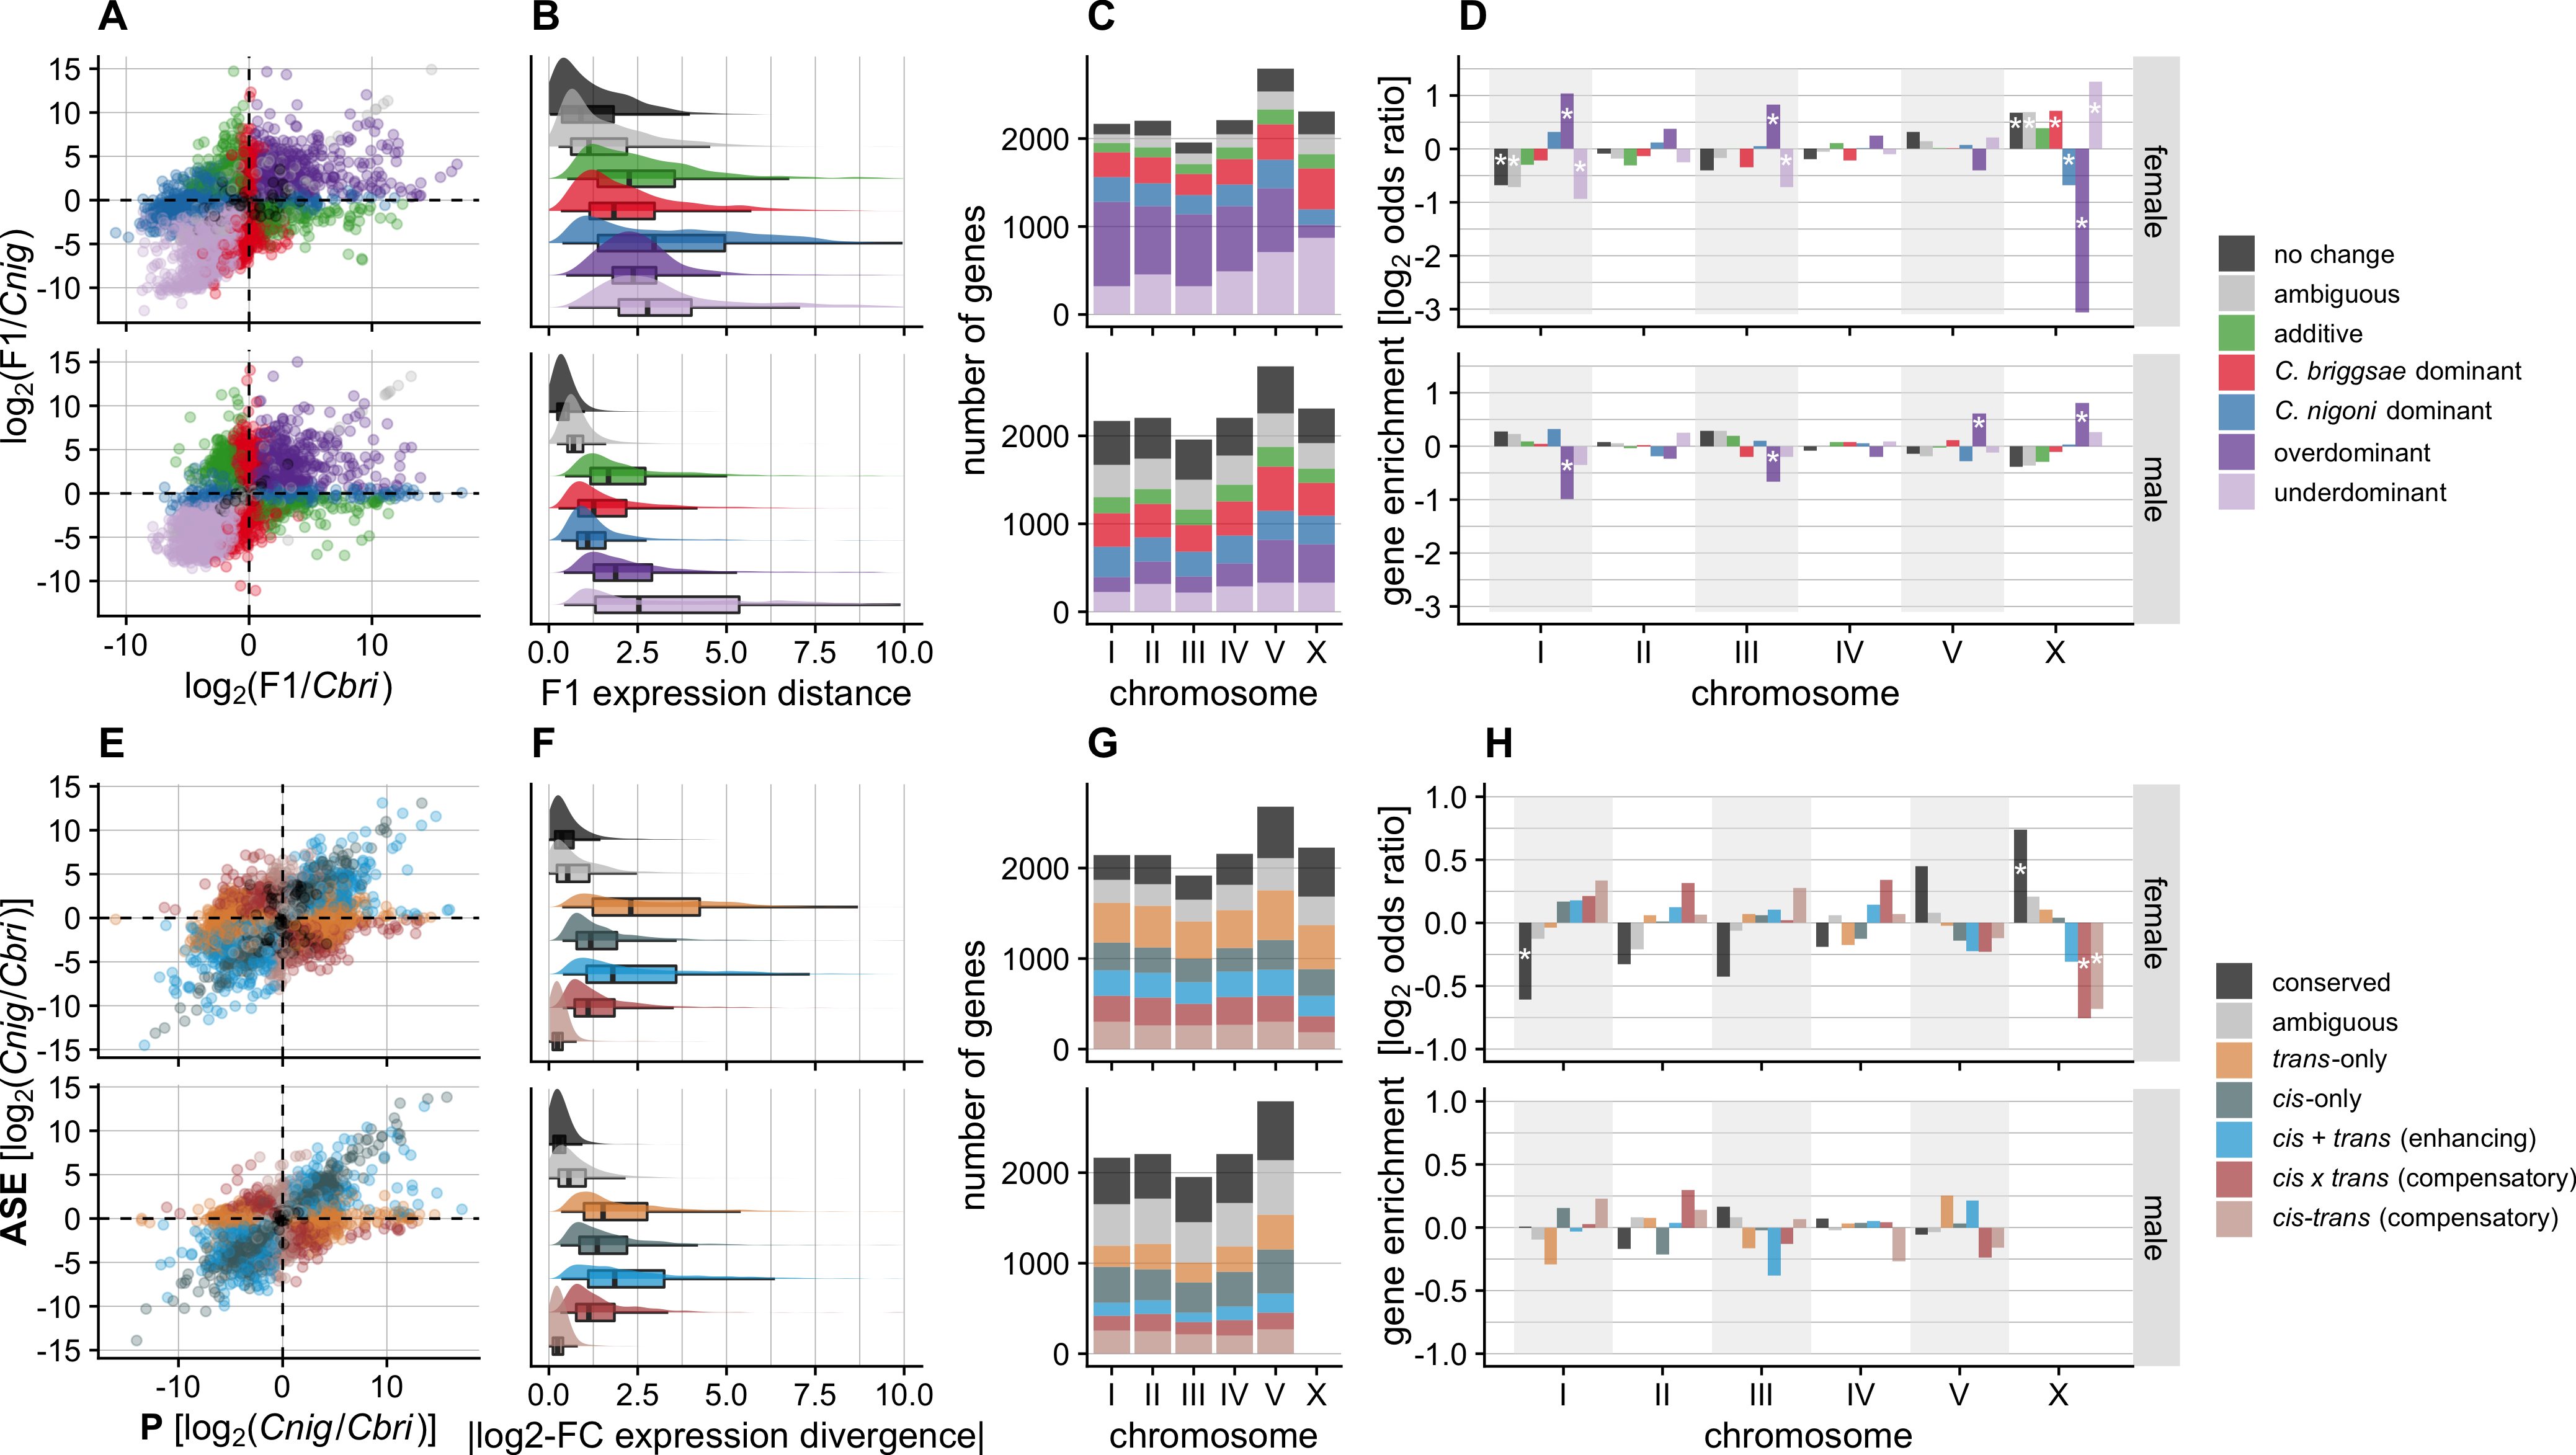 A
B
C
D
15
10
5
0
-5
-10
15
10
5
0
-5
-10
log2(F1/Cnig)
-10 0 10
log2(F1/Cbri)
0.0 2.5 5.0 7.5 10.0
F1 expression distance
number of genes
2000
1000
0
2000
1000
0
I II III IV V X
chromosome
gene enrichment [log2 odds ratio]
1
0
-1
-2
-3
1
0
-1
-2
-3
* * * * * * * * * * * * *
female
* * * *
male
I II III IV V X
chromosome
no change
ambiguous
additive
C. briggsae dominant
C. nigoni dominant
overdominant
underdominant
E
F
G
H
15
10
5
0
-5
-10
-15
15
10
5
0
-5
-10
-15
ASE [log2(Cnig/Cbri)]
-10 0 10
P [log2(Cnig/Cbri)]
0.0 2.5 5.0 7.5 10.0
|log2-FC expression divergence|
number of genes
2000
1000
0
2000
1000
0
I II III IV V X
chromosome
gene enrichment [log2 odds ratio]
1.0
0.5
0.0
-0.5
-1.0
1.0
0.5
0.0
-0.5
-1.0
* * * *
female
male
I II III IV V X
chromosome
conserved
ambiguous
trans-only
cis-only
cis + trans (enhancing)
cis x trans (compensatory)
cis-trans (compensatory)